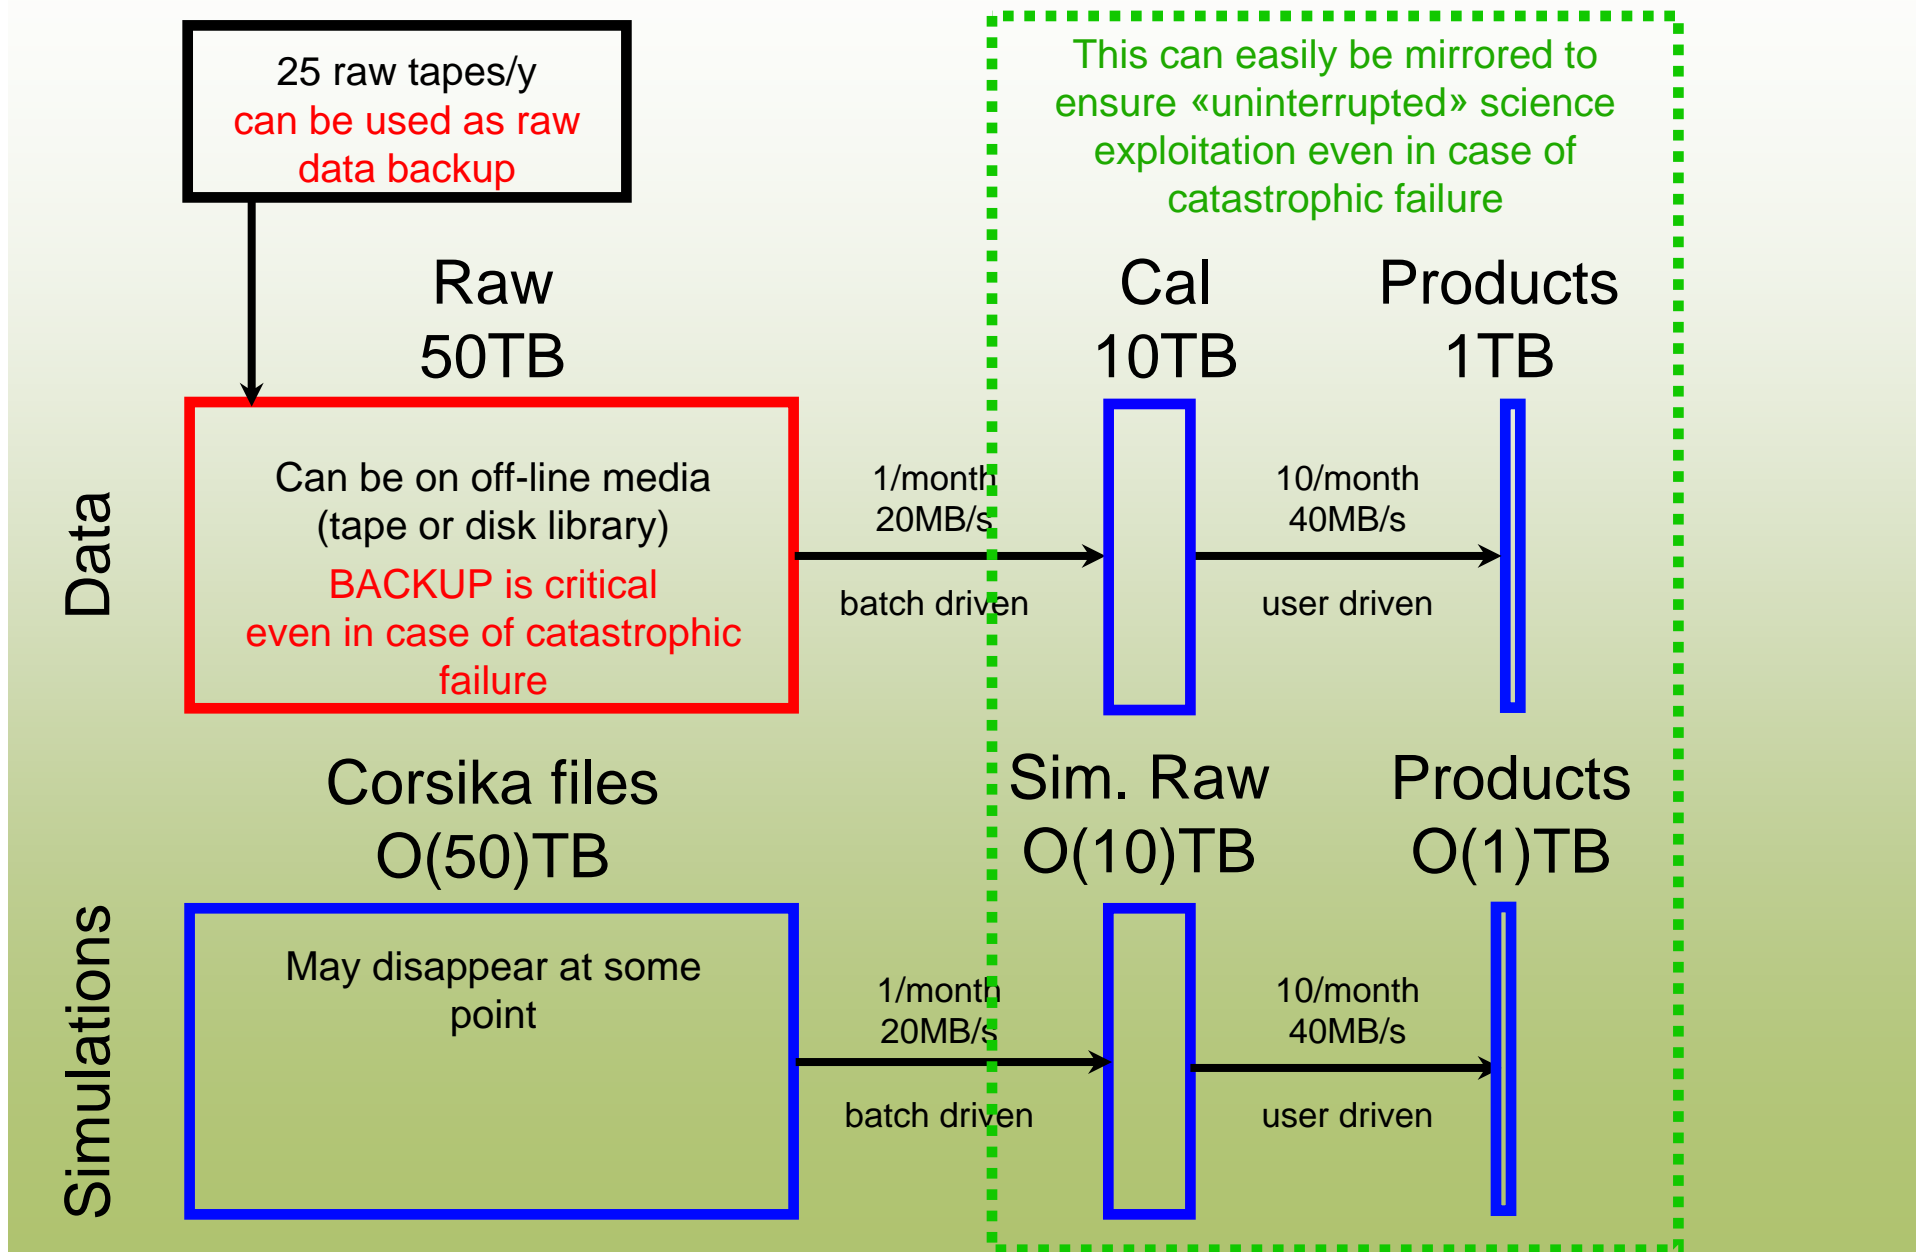 25 raw tapes/y
can be used as raw
data backup
This can easily be mirrored to
ensure «uninterrupted» science
exploitation even in case of
catastrophic failure
Raw
50TB
Cal
10TB
Products
1TB
Data
Can be on off-line media
(tape or disk library)
BACKUP is critical
even in case of catastrophic
failure
1/month
20MB/s
batch driven
10/month
40MB/s
user driven
Corsika files
O(50)TB
Sim. Raw
O(10)TB
Products
O(1)TB
Simulations
May disappear at some
point
1/month
20MB/s
batch driven
10/month
40MB/s
user driven